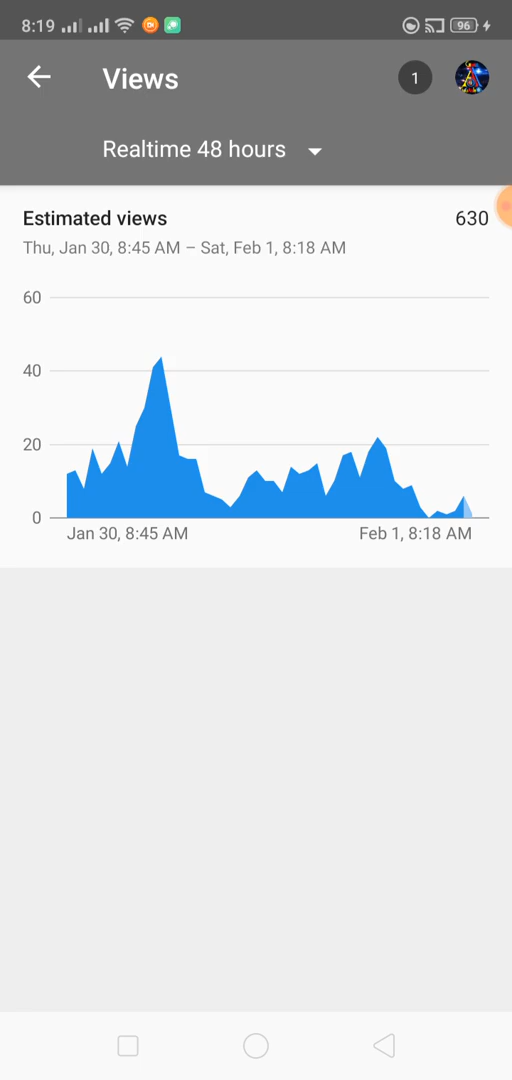 8:19
96
Views
1
Realtime 48 hours
Estimated views
630
Thu, Jan 30, 8:45 AM – Sat, Feb 1, 8:18 AM
60
40
20
0
Jan 30, 8:45 AM
Feb 1, 8:18 AM